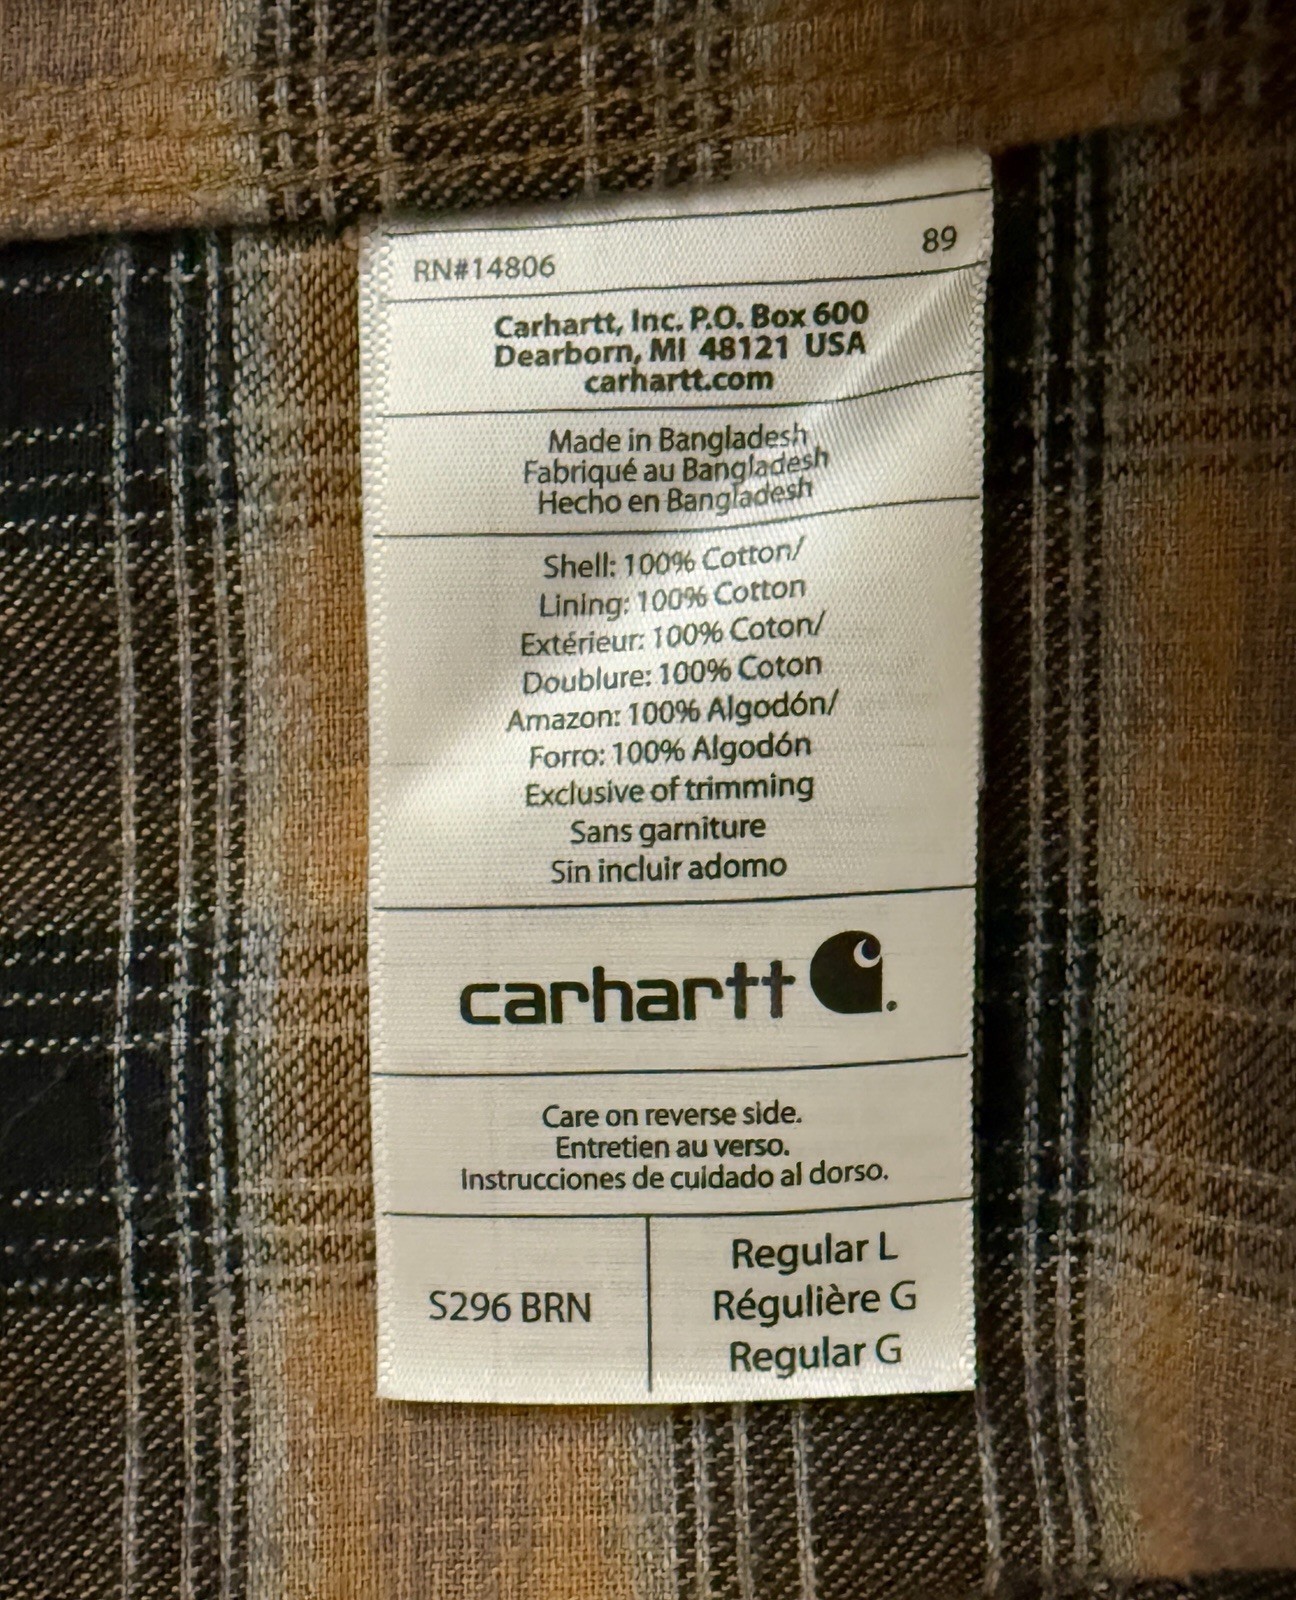 RN#14806 89
Carhartt, Inc. P.O. Box 600
Dearborn, MI 48121 USA
carhartt.com
Made in Bangladesh
Fabriqué au Bangladesh
Hecho en Bangladesh
Shell: 100% Cotton/
Lining: 100% Cotton
Extérieur: 100% Coton/
Doublure: 100% Coton
Amazon: 100% Algodón/
Forro: 100% Algodón
Exclusive of trimming
Sans garniture
Sin incluir adomo
carhartt
Care on reverse side.
Entretien au verso.
Instrucciones de cuidado al dorso.
S296 BRN
Regular L
Régulière G
Regular G